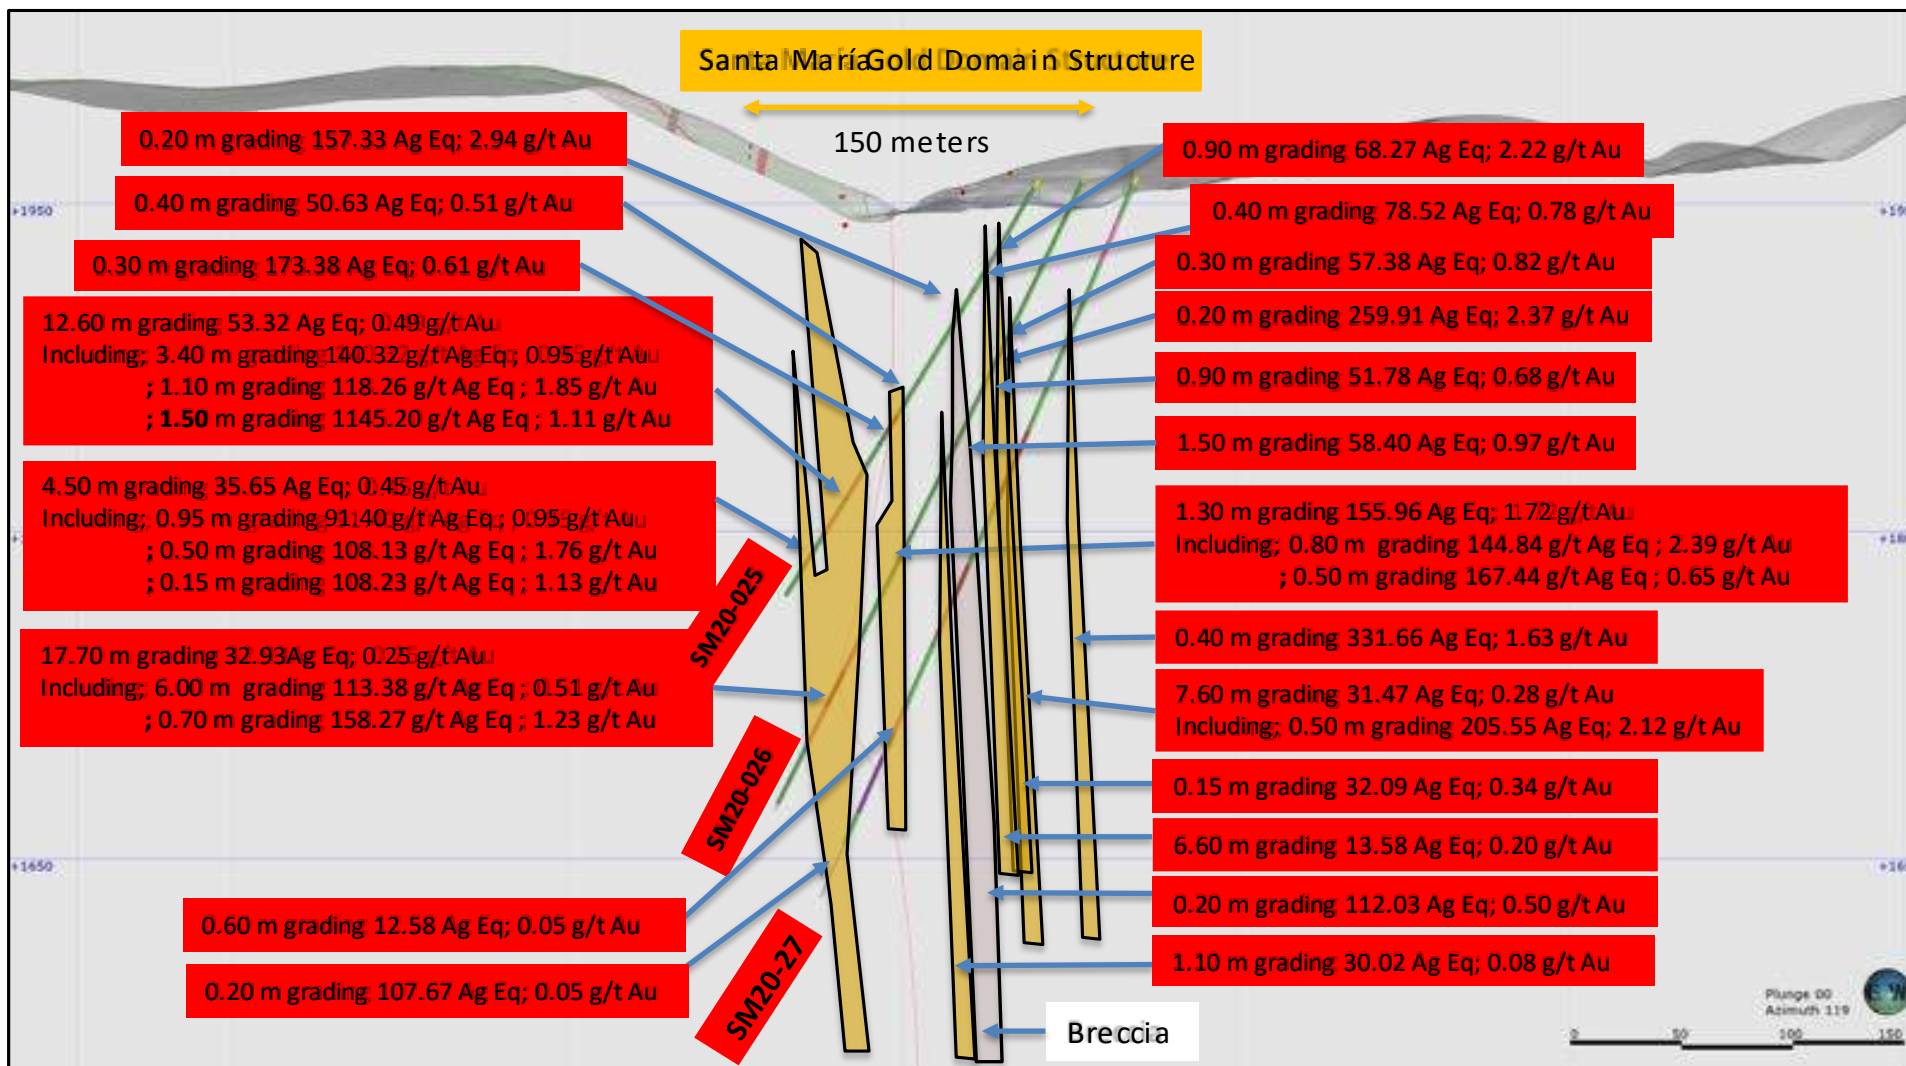 Santa María Gold Domain Structure
150 meters
0.20 m grading 157.33 Ag Eq; 2.94 g/t Au
0.40 m grading 50.63 Ag Eq; 0.51 g/t Au
0.30 m grading 173.38 Ag Eq; 0.61 g/t Au
12.60 m grading 53.32 Ag Eq; 0.49 g/t Au
Including; 3.40 m grading 140.32 g/t Ag Eq ; 0.95 g/t Au
; 1.10 m grading 118.26 g/t Ag Eq ; 1.85 g/t Au
; 1.50 m grading 1145.20 g/t Ag Eq ; 1.11 g/t Au
4.50 m grading 35.65 Ag Eq; 0.45 g/t Au
Including; 0.95 m grading 9140 g/t Ag Eq ; 0.95 g/t Au
; 0.50 m grading 108.13 g/t Ag Eq ; 1.76 g/t Au
; 0.15 m grading 108.23 g/t Ag Eq ; 1.13 g/t Au
17.70 m grading 32.93Ag Eq; 0.25 g/t Au
Including; 6.00 m grading 113.38 g/t Ag Eq ; 0.51 g/t Au
; 0.70 m grading 158.27 g/t Ag Eq ; 1.23 g/t Au
0.60 m grading 12.58 Ag Eq; 0.05 g/t Au
0.20 m grading 107.67 Ag Eq; 0.05 g/t Au
SM20-025
SM20-026
SM20-27
0.90 m grading 68.27 Ag Eq; 2.22 g/t Au
0.40 m grading 78.52 Ag Eq; 0.78 g/t Au
0.30 m grading 57.38 Ag Eq; 0.82 g/t Au
0.20 m grading 259.91 Ag Eq; 2.37 g/t Au
0.90 m grading 51.78 Ag Eq; 0.68 g/t Au
1.50 m grading 58.40 Ag Eq; 0.97 g/t Au
1.30 m grading 155.96 Ag Eq; 1.72 g/t Au
Including; 0.80 m grading 144.84 g/t Ag Eq ; 2.39 g/t Au
; 0.50 m grading 167.44 g/t Ag Eq ; 0.65 g/t Au
0.40 m grading 331.66 Ag Eq; 1.63 g/t Au
7.60 m grading 31.47 Ag Eq; 0.28 g/t Au
Including; 0.50 m grading 205.55 Ag Eq; 2.12 g/t Au
0.15 m grading 32.09 Ag Eq; 0.34 g/t Au
6.60 m grading 13.58 Ag Eq; 0.20 g/t Au
0.20 m grading 112.03 Ag Eq; 0.50 g/t Au
1.10 m grading 30.02 Ag Eq; 0.08 g/t Au
Breccia
+1950
+1650
Plunge 00
Azimuth 119
E W
0 50 100 150